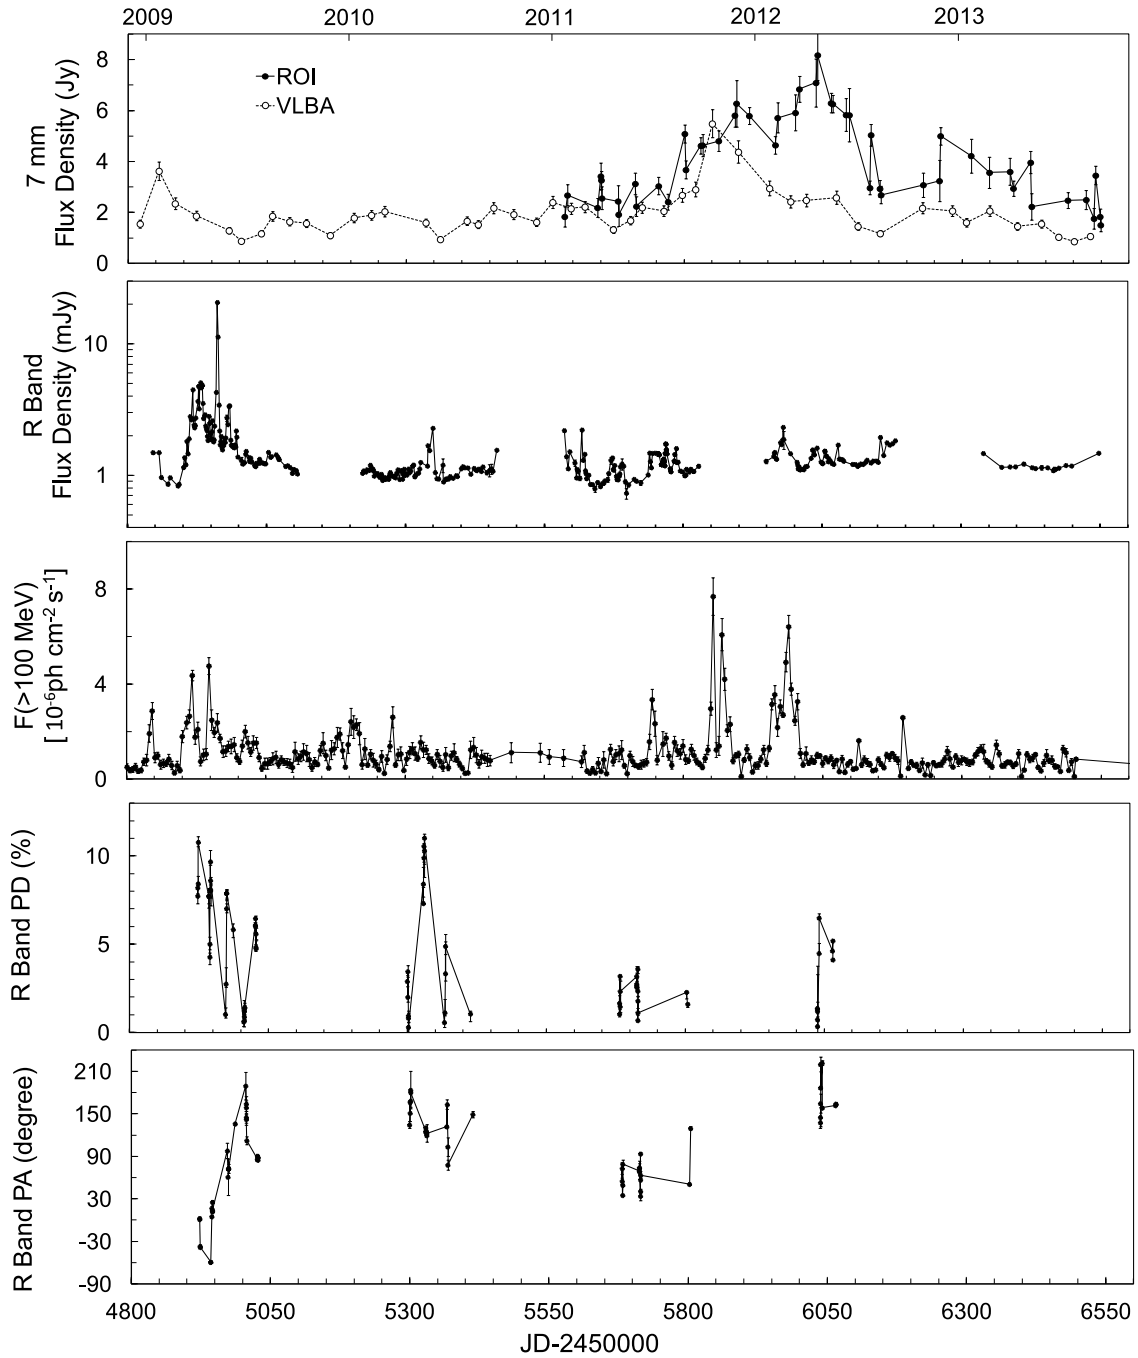 2009 2010 2011 2012 2013
7 mm
Flux Density (Jy)
8
6
4
2
0
ROI
VLBA
R Band
Flux Density (mJy)
10
1
F(>100 MeV)
[ 10-6ph cm-2 s-1]
8
4
0
R Band PD (%)
10
5
0
R Band PA (degree)
210
150
90
30
-30
-90
4800 5050 5300 5550 5800 6050 6300 6550
JD-2450000